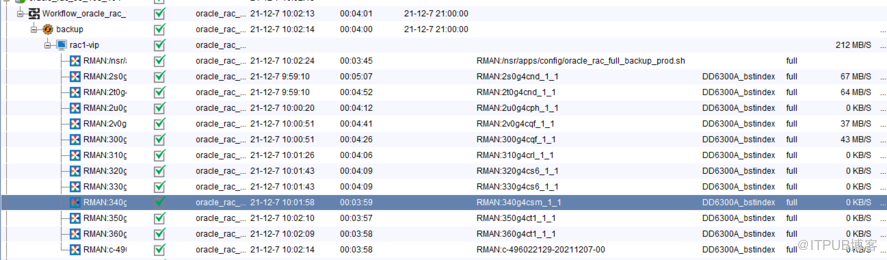 Workflow_oracle_rac_ oracle_rac_... 21-12-7 10:02:13 00:04:01 21-12-7 21:00:00
backup oracle_rac_... 21-12-7 10:02:14 00:04:00 21-12-7 21:00:00
rac1-vip oracle_rac_... 212 MB/S ...
RMAN:/nsr/ oracle_rac_... 21-12-7 10:02:24 00:03:45 RMAN:/nsr/apps/config/oracle_rac_full_backup_prod.sh full
RMAN:2s0g oracle_rac_... 21-12-7 9:59:10 00:05:07 RMAN:2s0g4cnd_1_1 DD6300A_bstindex full 67 MB/S ...
RMAN:2t0g oracle_rac_... 21-12-7 9:59:10 00:04:52 RMAN:2t0g4cnd_1_1 DD6300A_bstindex full 64 MB/S ...
RMAN:2u0g oracle_rac_... 21-12-7 10:00:20 00:04:12 RMAN:2u0g4cph_1_1 DD6300A_bstindex full 0 KB/S ...
RMAN:2v0g oracle_rac_... 21-12-7 10:00:51 00:04:41 RMAN:2v0g4cqf_1_1 DD6300A_bstindex full 37 MB/S ...
RMAN:300g oracle_rac_... 21-12-7 10:00:51 00:04:26 RMAN:300g4cqf_1_1 DD6300A_bstindex full 43 MB/S ...
RMAN:310g oracle_rac_... 21-12-7 10:01:26 00:04:06 RMAN:310g4crl_1_1 DD6300A_bstindex full 0 KB/S ...
RMAN:320g oracle_rac_... 21-12-7 10:01:43 00:04:09 RMAN:320g4cs6_1_1 DD6300A_bstindex full 0 KB/S ...
RMAN:330g oracle_rac_... 21-12-7 10:01:43 00:04:09 RMAN:330g4cs6_1_1 DD6300A_bstindex full 0 KB/S ...
RMAN:340g oracle_rac_... 21-12-7 10:01:58 00:03:59 RMAN:340g4csm_1_1 DD6300A_bstindex full 0 KB/S ...
RMAN:350g oracle_rac_... 21-12-7 10:02:10 00:03:57 RMAN:350g4ct1_1_1 DD6300A_bstindex full 0 KB/S ...
RMAN:360g oracle_rac_... 21-12-7 10:02:09 00:03:58 RMAN:360g4ct1_1_1 DD6300A_bstindex full 0 KB/S ...
RMAN:c-496 oracle_rac_... 21-12-7 10:02:14 00:03:58 RMAN:c-496022129-20211207-00 DD6300A_bstindex full 0 KB/S ...
@ITPUB博客